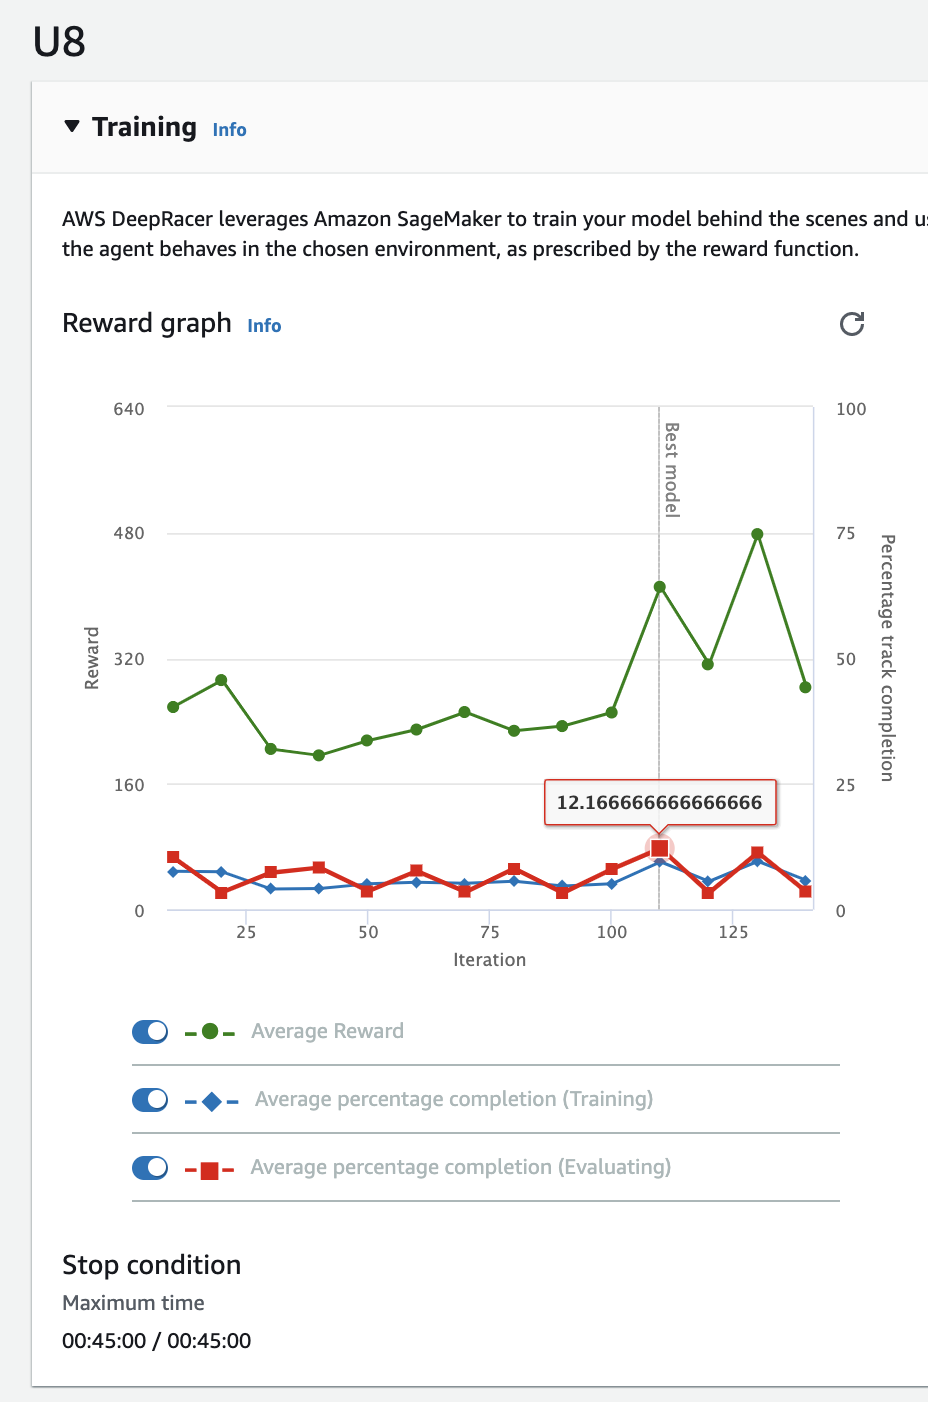 U8
Training Info
AWS DeepRacer leverages Amazon SageMaker to train your model behind the scenes and
the agent behaves in the chosen environment, as prescribed by the reward function.
Reward graph Info
640
480
320
160
0
Reward
100
75
50
25
0
Percentage track completion
Best model
12.166666666666666
25 50 75 100 125
Iteration
Average Reward
Average percentage completion (Training)
Average percentage completion (Evaluating)
Stop condition
Maximum time
00:45:00 / 00:45:00